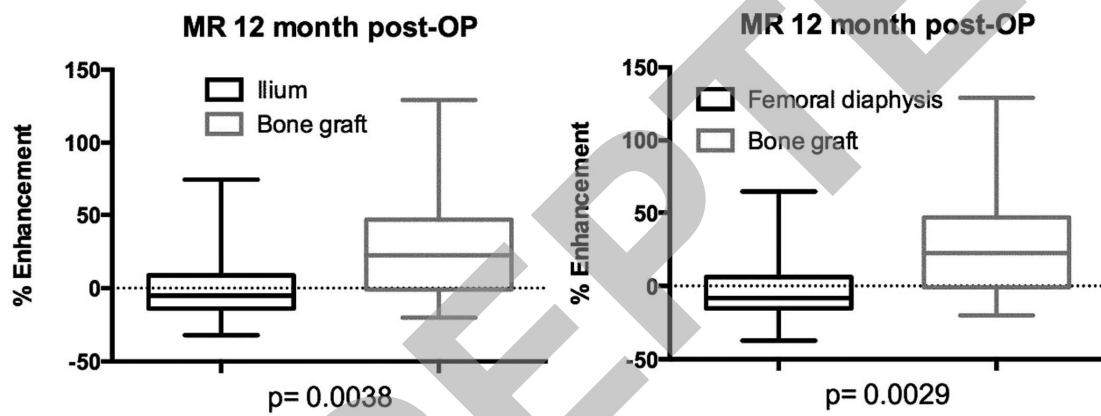 MR 12 month post-OP
150
100
50
0
-50
% Enhancement
Ilium
Bone graft
p= 0.0038
MR 12 month post-OP
150
100
50
0
-50
% Enhancement
Femoral diaphysis
Bone graft
p= 0.0029